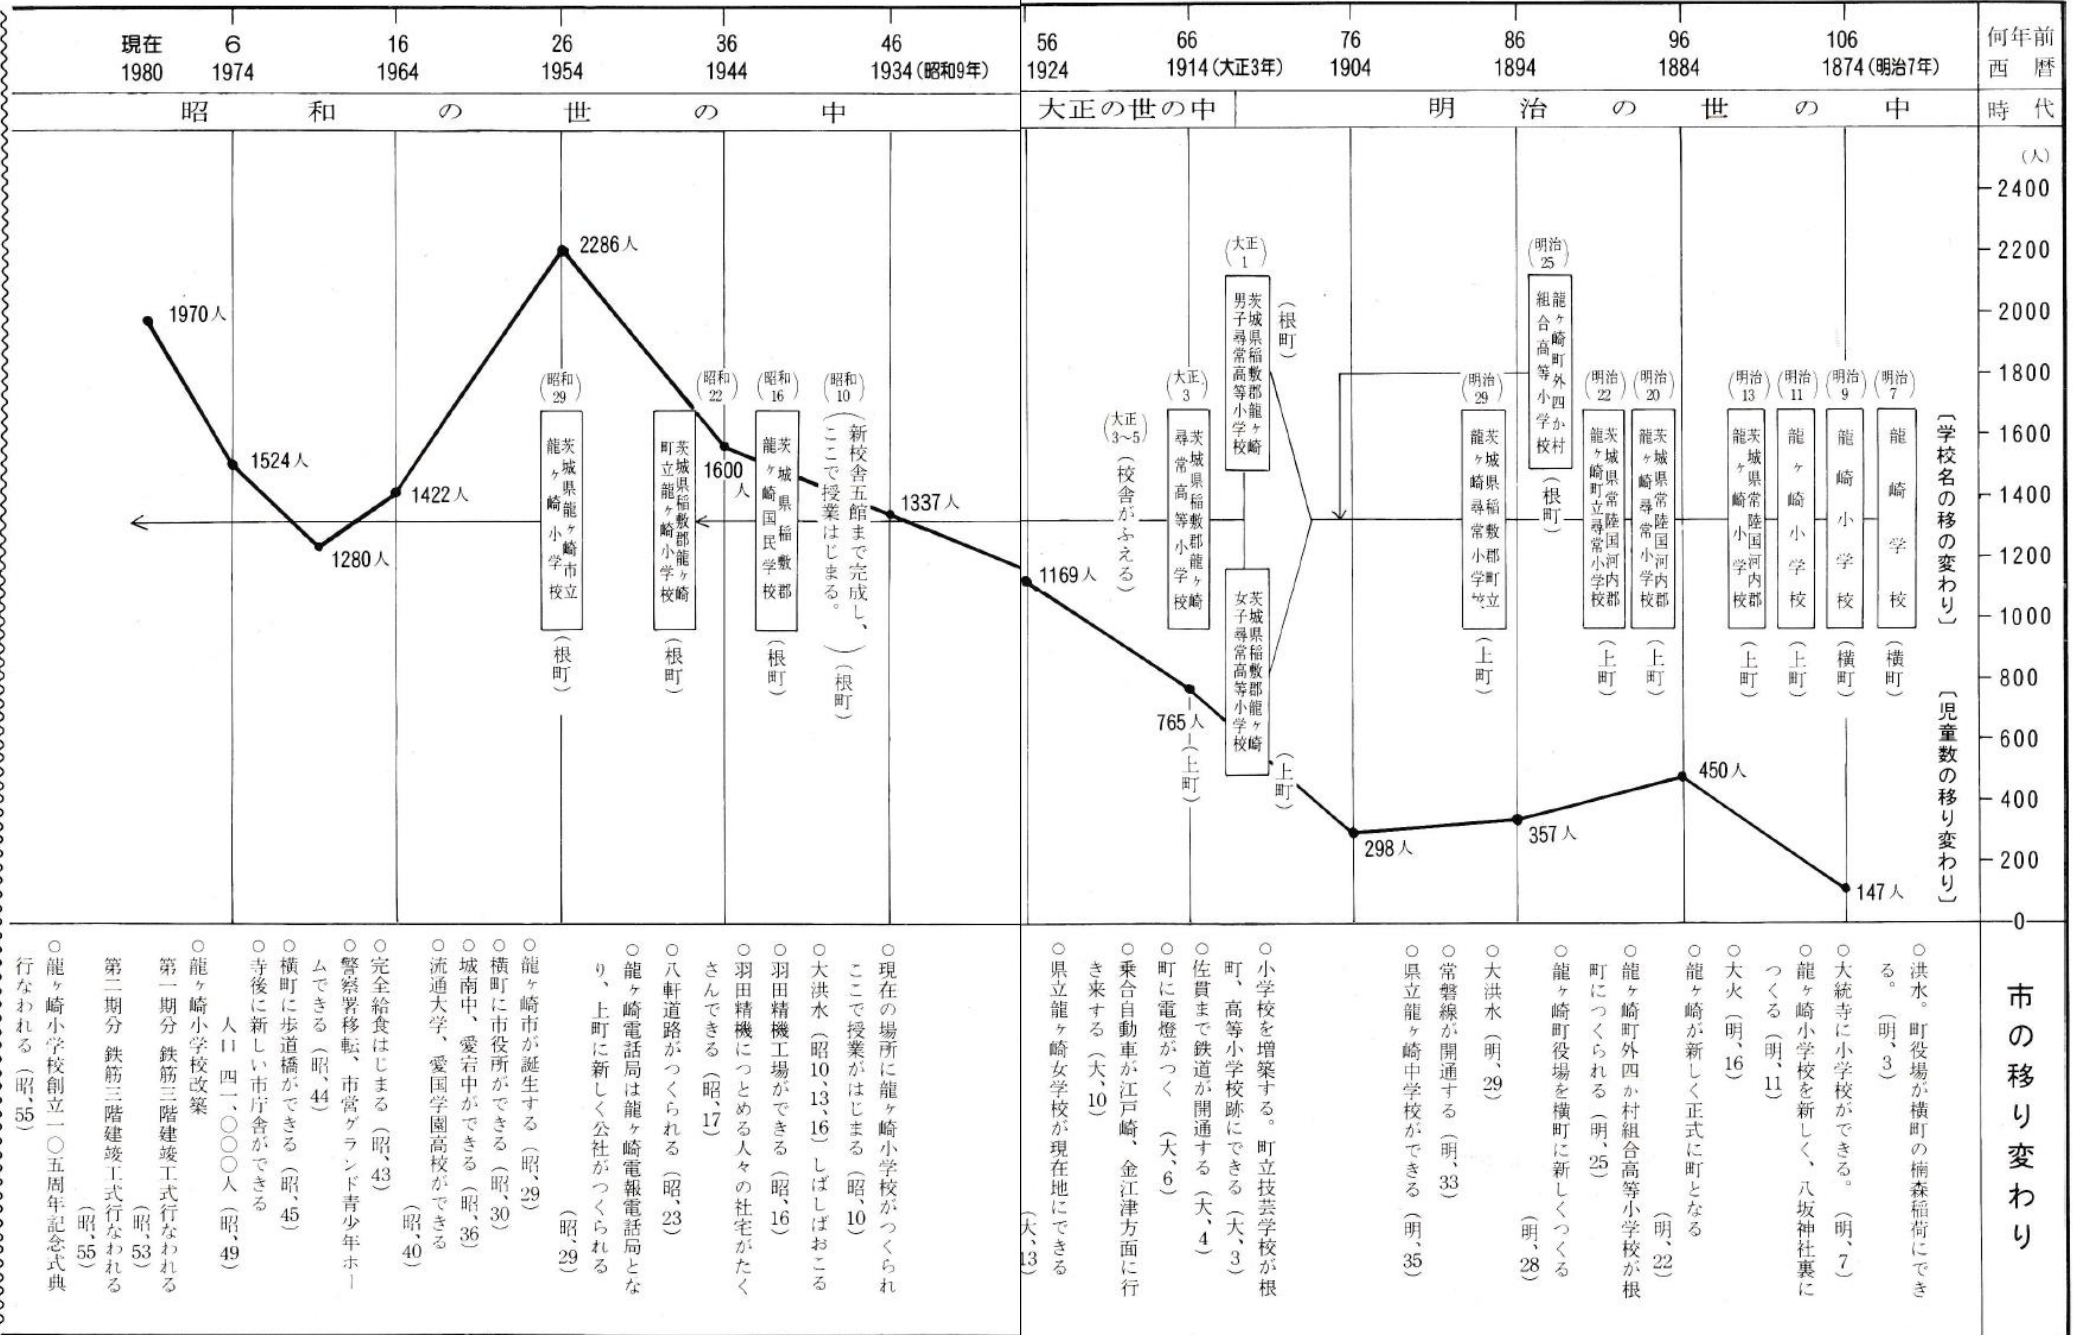 何年前
西暦
時代
106
1874(明治7年)
96
1884
86
1894
76
1904
66
1914(大正3年)
56
1924
46
1934(昭和9年)
36
1944
26
1954
16
1964
6
1974
現在
1980
明治の世の中
大正の世の中
昭和の世の中
(人)
2400
2200
2000
1800
1600
1400
1200
1000
800
600
400
200
0
〔学校名の移の変わり〕
〔児童数の移り変わり〕
(明治7)
龍崎学校
(横町)
(明治9)
龍崎小学校
(横町)
(明治11)
龍ヶ崎小学校
(上町)
(明治13)
茨城県常陸国河内郡
龍ヶ崎小学校
(上町)
(明治20)
茨城県常陸国河内郡
龍ヶ崎尋常小学校
(上町)
(明治22)
茨城県常陸国河内郡
龍ヶ崎町立尋常小学校
(上町)
(明治25)
龍ヶ崎町外四か村
組合高等小学校
(根町)
(明治29)
茨城県稲敷郡町立
龍ヶ崎尋常小学校
(上町)
(大正1)
茨城県稲敷郡龍ヶ崎
男子尋常高等小学校
(根町)
茨城県稲敷郡龍ヶ崎
女子尋常高等小学校
(上町)
(大正3)
茨城県稲敷郡龍ヶ崎
尋常高等小学校
(上町)
(大正3〜5)
(校舎がふえる)
(昭和10)
(新校舎五館まで完成し、
ここで授業はじまる。)
(根町)
(昭和16)
茨城県稲敷郡
龍ヶ崎国民学校
(根町)
(昭和22)
茨城県稲敷郡龍ヶ崎
町立龍ヶ崎小学校
(根町)
(昭和29)
茨城県龍ヶ崎市立
龍ヶ崎小学校
(根町)
147人
450人
357人
298人
765人
1169人
1337人
1600人
2286人
1422人
1280人
1524人
1970人
市の移り変わり
○洪水。町役場が横町の楠森稲荷にでき
る。(明、3)
○大統寺に小学校ができる。(明、7)
○龍ヶ崎小学校を新しく、八坂神社裏に
つくる(明、11)
○大火(明、16)
○龍ヶ崎が新しく正式に町となる
(明、22)
○龍ヶ崎町外四か村組合高等小学校が根
町につくられる(明、25)
○龍ヶ崎町役場を横町に新しくつくる
(明、28)
○大洪水(明、29)
○常磐線が開通する(明、33)
○県立龍ヶ崎中学校ができる(明、35)
○小学校を増築する。町立技芸学校が根
町、高等小学校跡にできる(大、3)
○佐貫まで鉄道が開通する(大、4)
○町に電燈がつく(大、6)
○乗合自動車が江戸崎、金江津方面に行
き来する(大、10)
○県立龍ヶ崎女学校が現在地にできる
(大、13)
○現在の場所に龍ヶ崎小学校がつくられ
ここで授業がはじまる(昭、10)
○大洪水(昭10、13、16)しばしばおこる
○羽田精機工場ができる(昭、16)
○羽田精機につとめる人々の社宅がたく
さんできる(昭、17)
○八軒道路がつくられる(昭、23)
○龍ヶ崎電話局は龍ヶ崎電報電話局とな
り、上町に新しく公社がつくられる
(昭、29)
○龍ヶ崎市が誕生する(昭、29)
○横町に市役所ができる(昭、30)
○城南中、愛宕中ができる(昭、36)
○流通大学、愛国学園高校ができる
(昭、40)
○完全給食はじまる(昭、43)
○警察署移転、市営グランド青少年ホー
ムできる(昭、44)
○横町に歩道橋ができる(昭、45)
○寺後に新しい市庁舎ができる
人口 四一、〇〇〇人(昭、49)
○龍ヶ崎小学校改築
第一期分 鉄筋三階建竣工式行なわれる
(昭、53)
第二期分 鉄筋三階建竣工式行なわれる
(昭、55)
○龍ヶ崎小学校創立一〇五周年記念式典
行なわれる(昭、55)